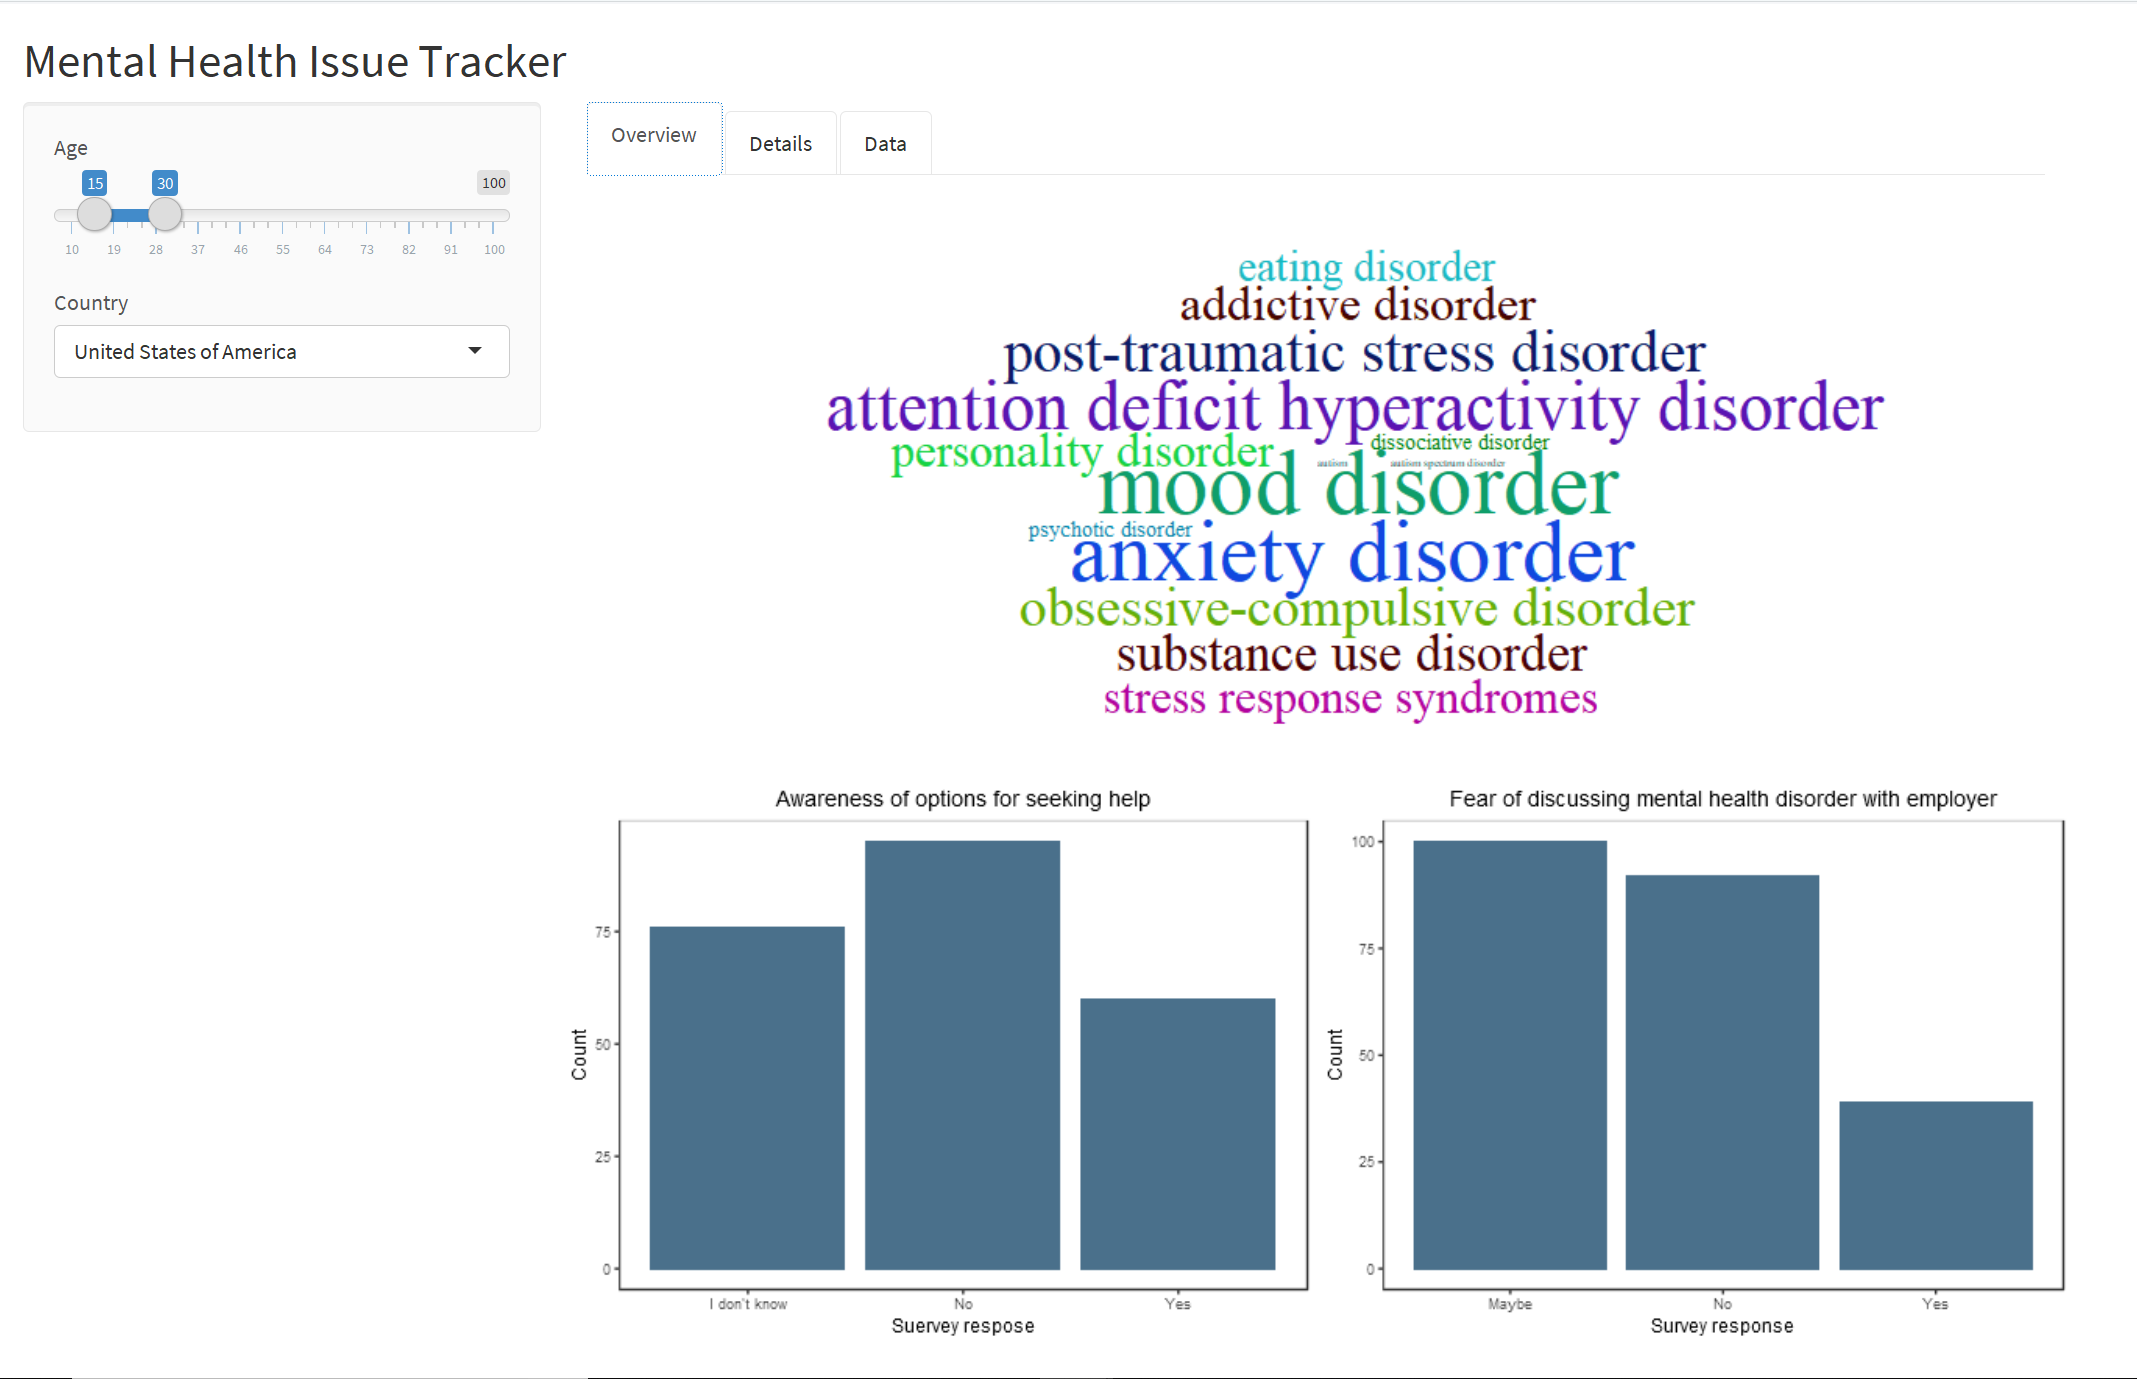 Mental Health Issue Tracker
Age
15 30 100
10 19 28 37 46 55 64 73 82 91 100
Country
United States of America
Overview Details Data
eating disorder
addictive disorder
post-traumatic stress disorder
attention deficit hyperactivity disorder
personality disorder dissociative disorder
autism autism spectrum disorder
mood disorder
psychotic disorder
anxiety disorder
obsessive-compulsive disorder
substance use disorder
stress response syndromes
Awareness of options for seeking help
Count
75
50
25
0
I don't know No Yes
Suervey respose
Fear of discussing mental health disorder with employer
Count
100
75
50
25
0
Maybe No Yes
Survey response